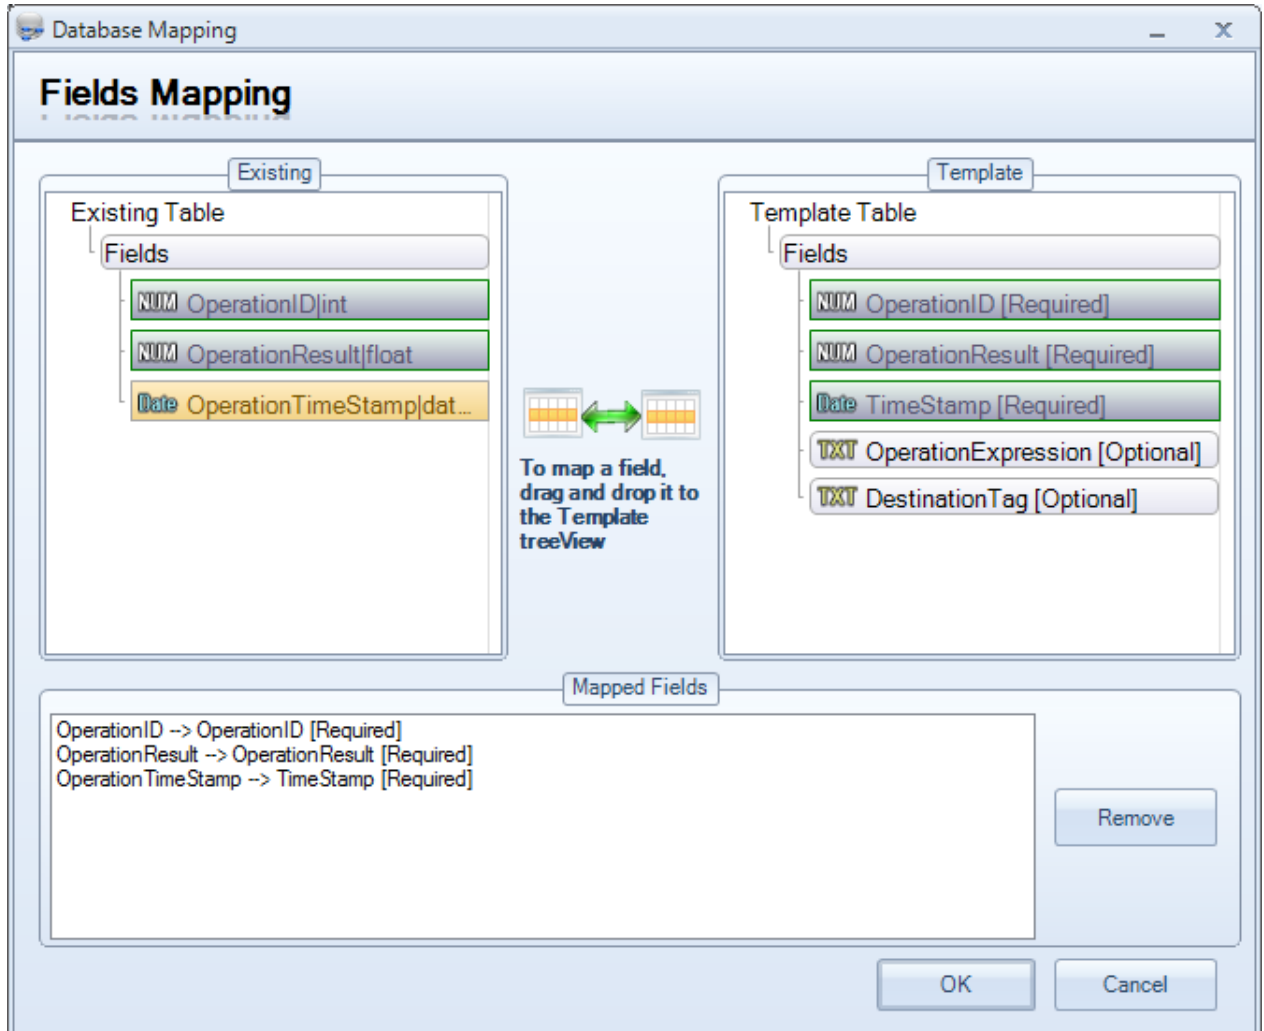 Database Mapping
Fields Mapping
Existing
Existing Table
Fields
NUM OperationID|int
NUM OperationResult|float
Date OperationTimeStamp|dat...
To map a field,
drag and drop it to
the Template
treeView
Template
Template Table
Fields
NUM OperationID [Required]
NUM OperationResult [Required]
Date TimeStamp [Required]
TXT OperationExpression [Optional]
TXT DestinationTag [Optional]
Mapped Fields
OperationID --> OperationID [Required]
OperationResult --> OperationResult [Required]
OperationTimeStamp --> TimeStamp [Required]
Remove
OK
Cancel